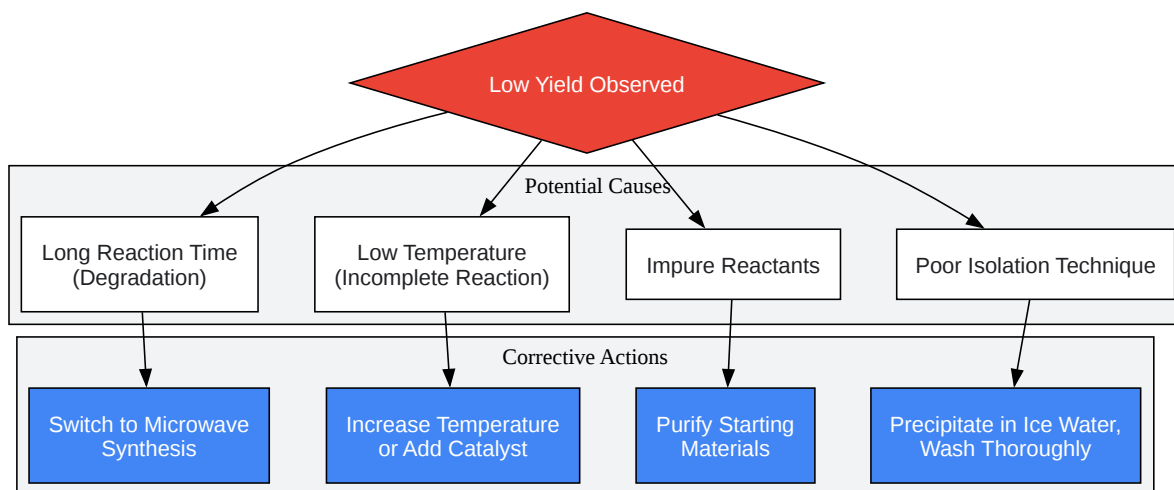 Low Yield Observed
Potential Causes
Long Reaction Time
(Degradation)
Low Temperature
(Incomplete Reaction)
Impure Reactants
Poor Isolation Technique
Corrective Actions
Switch to Microwave
Synthesis
Increase Temperature
or Add Catalyst
Purify Starting
Materials
Precipitate in Ice Water,
Wash Thoroughly